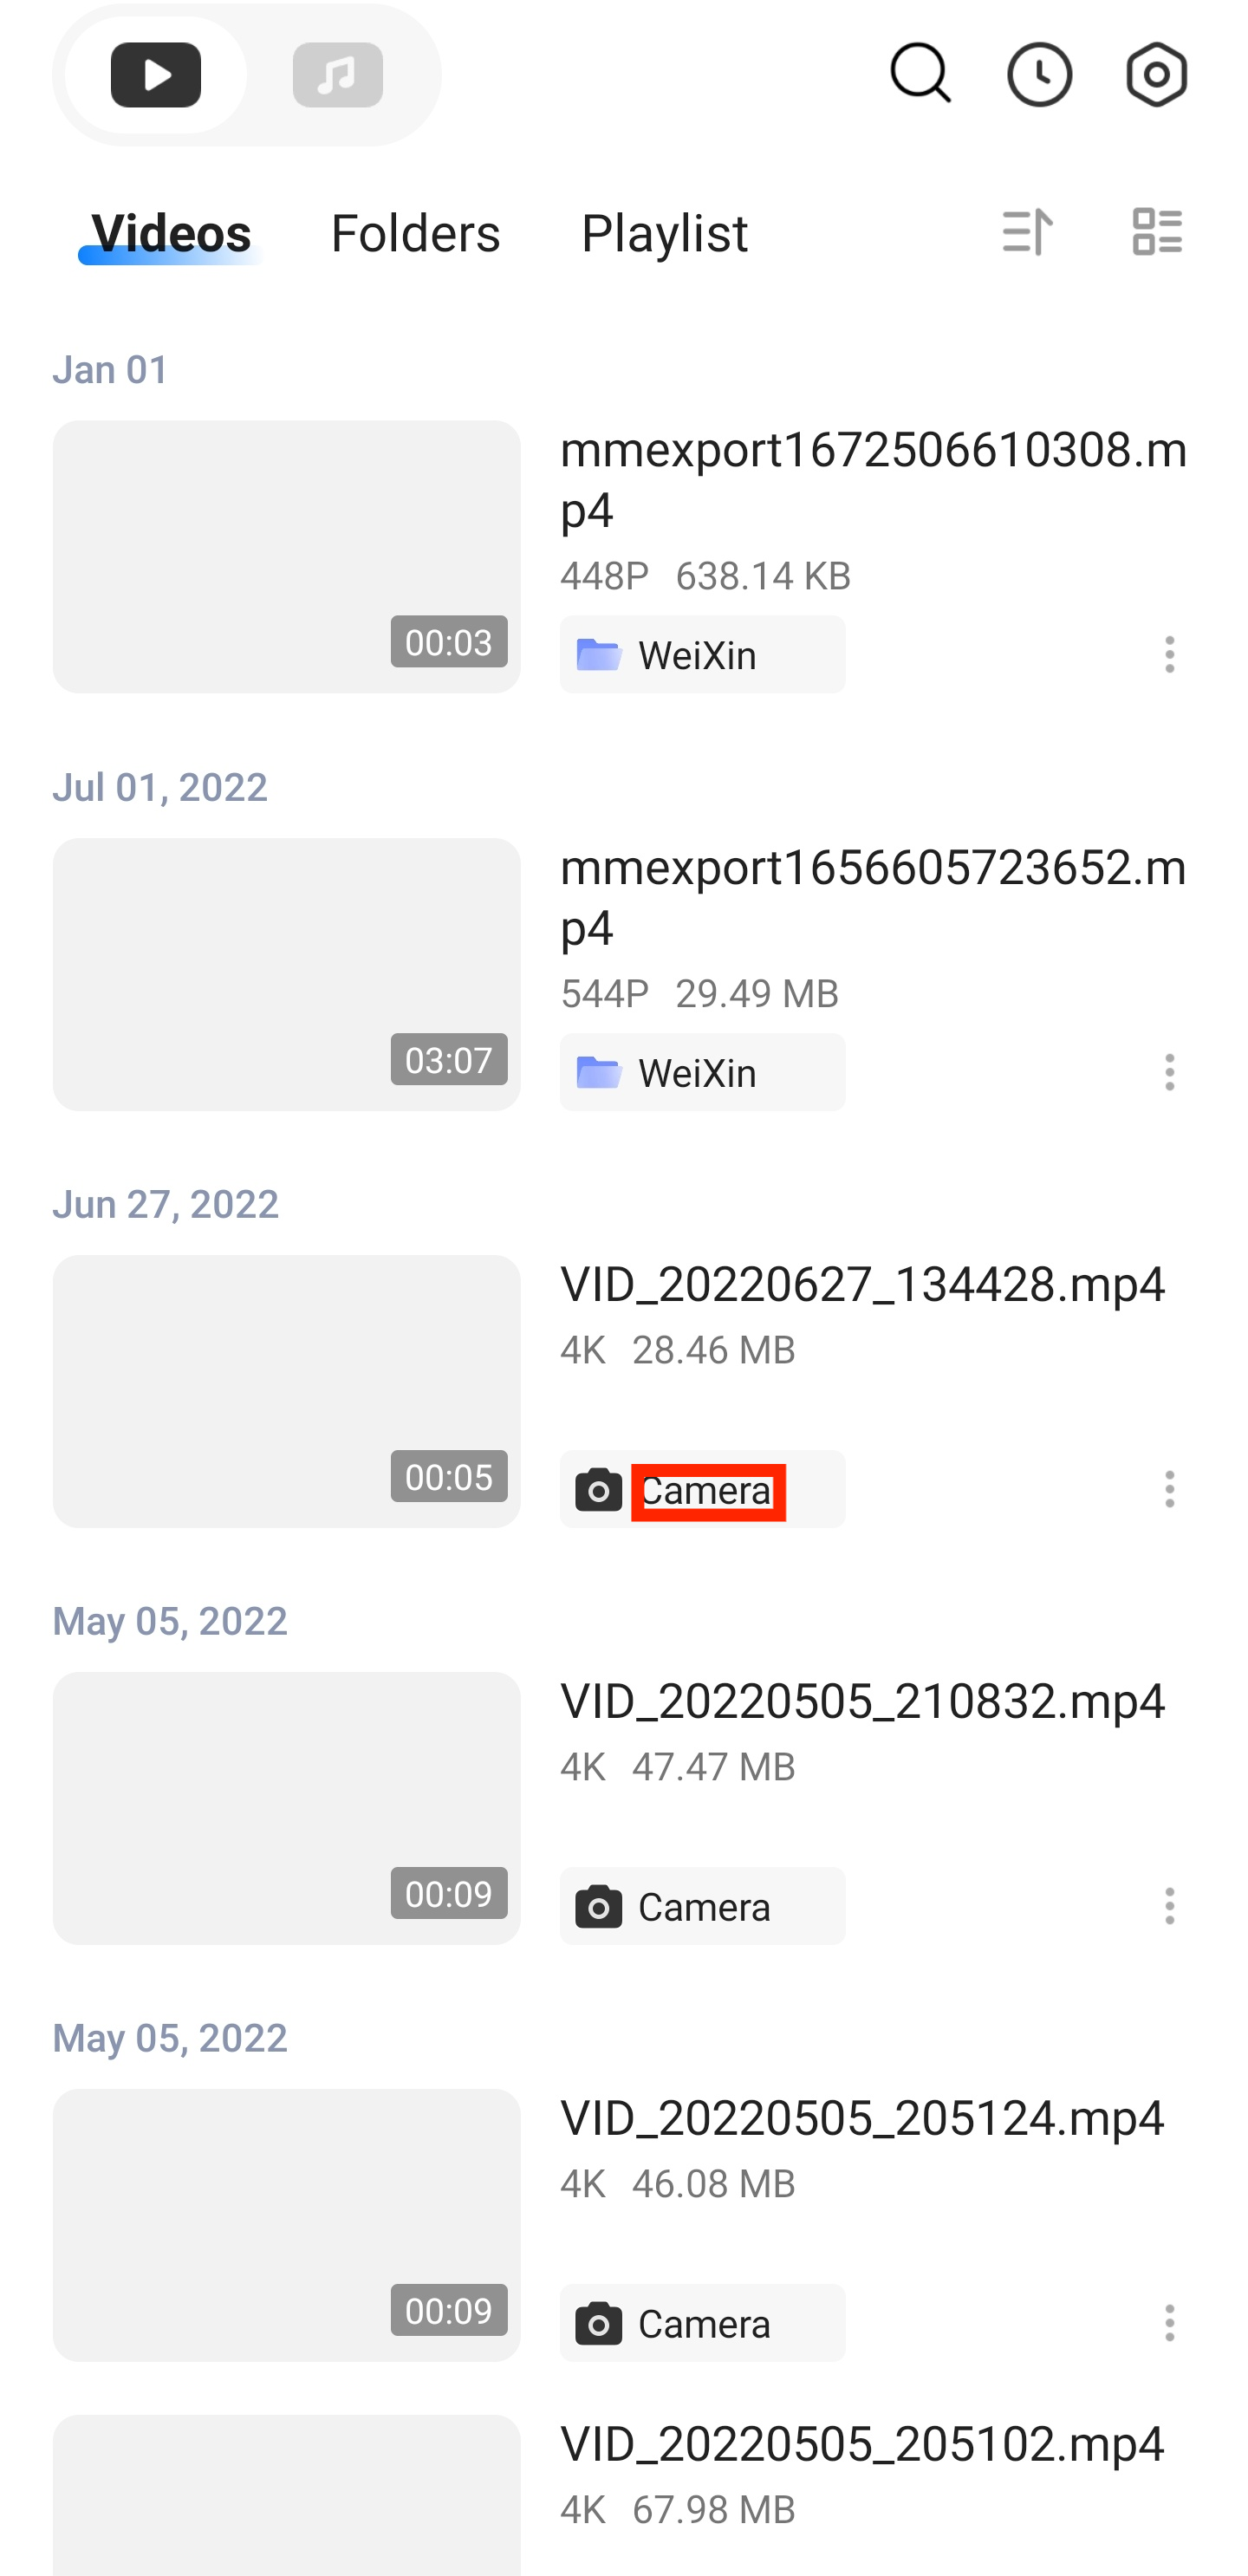 Videos Folders Playlist
Jan 01
mmexport1672506610308.m
p4
448P 638.14 KB
00:03
WeiXin
Jul 01, 2022
mmexport1656605723652.m
p4
544P 29.49 MB
03:07
WeiXin
Jun 27, 2022
VID_20220627_134428.mp4
4K 28.46 MB
00:05
Camera
May 05, 2022
VID_20220505_210832.mp4
4K 47.47 MB
00:09
Camera
May 05, 2022
VID_20220505_205124.mp4
4K 46.08 MB
00:09
Camera
VID_20220505_205102.mp4
4K 67.98 MB